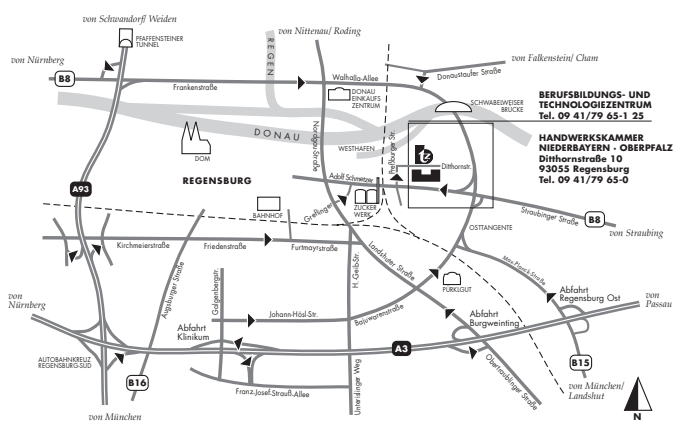 von Schwandorf/ Weiden
PFAFFENSTEINER
TUNNEL
von Nürnberg
B8
Frankenstraße
REGEN
von Nittenau/ Roding
Walhalla-Allee
DONAU
EINKAUFS
ZENTRUM
von Falkenstein/ Cham
Donaustaufer Straße
SCHWABELWEISER
BRÜCKE
BERUFSBILDUNGS- UND
TECHNOLOGIEZENTRUM
Tel. 09 41/79 65-1 25
HANDWERKSKAMMER
NIEDERBAYERN · OBERPFALZ
Ditthornstraße 10
93055 Regensburg
Tel. 09 41/79 65-0
DONAU
Nordgau-Straße
WESTHAFEN
Preßburger Str.
Ditthornstr.
DOM
REGENSBURG
Adolf-Schmetzer
A93
BAHNHOF
Greflinger
ZUCKER
WERK
Straubinger Straße
B8
von Straubing
OSTTANGENTE
Kirchmeierstraße
Friedenstraße
Furtmayrstraße
Landshuter Straße
H. Geib-Str.
Augsburger Straße
Galgenbergstr.
PÜRKLGUT
Max-Planck-Straße
Abfahrt
Regensburg Ost
von
Passau
von
Nürnberg
Johann-Hösl-Str.
Bajuwarenstraße
Abfahrt
Klinikum
Abfahrt
Burgweinting
A3
AUTOBAHNKREUZ
REGENSBURG-SÜD
B16
Franz-Josef-Strauß-Allee
Unterislinger Weg
Obertraublinger Straße
B15
von München/
Landshut
von München
N